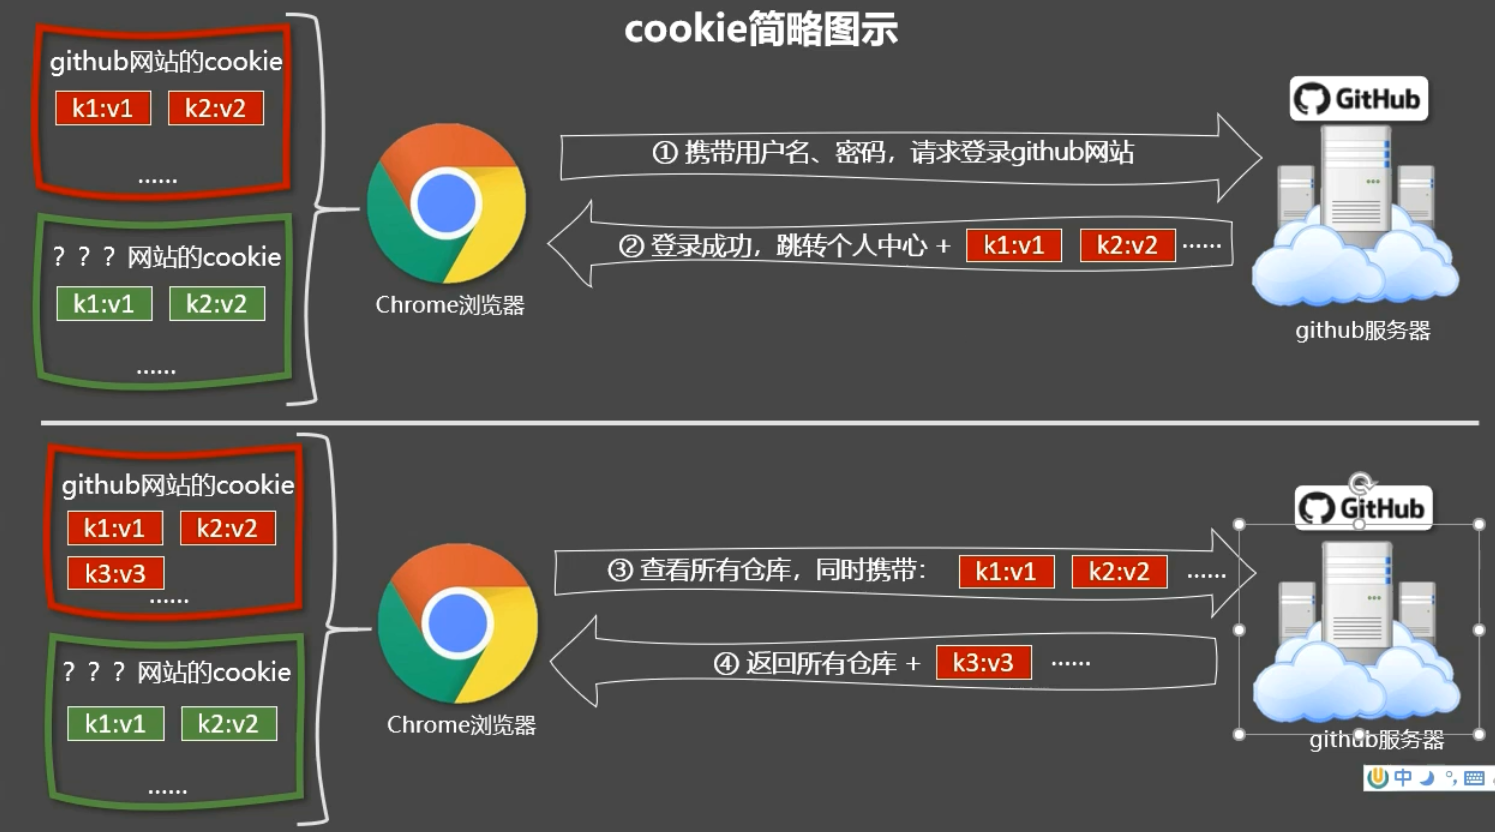 cookie简略图示
github网站的cookie
k1:v1 k2:v2
......
？？？网站的cookie
k1:v1 k2:v2
......
Chrome浏览器
① 携带用户名、密码，请求登录github网站
② 登录成功，跳转个人中心 + k1:v1 k2:v2 ......
GitHub
github服务器
github网站的cookie
k1:v1 k2:v2
k3:v3
......
？？？网站的cookie
k1:v1 k2:v2
......
Chrome浏览器
③ 查看所有仓库，同时携带： k1:v1 k2:v2 ......
④ 返回所有仓库 + k3:v3 ......
GitHub
github服务器
中